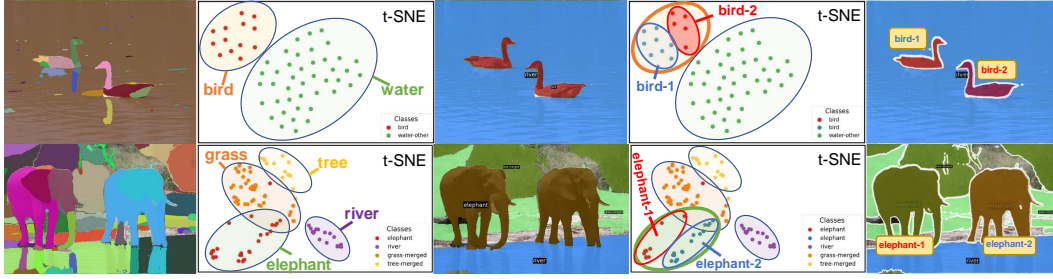 t-SNE
bird
water
Classes
bird
water-other
river
t-SNE
bird-2
bird-1
Classes
bird
bird
water-other
bird-1
bird-2
river
t-SNE
grass
tree
river
elephant
Classes
elephant
river
grass-merged
tree-merged
elephant
river
t-SNE
elephant-1
elephant-2
Classes
elephant
elephant
river
grass-merged
tree-merged
elephant-1
elephant-2
river